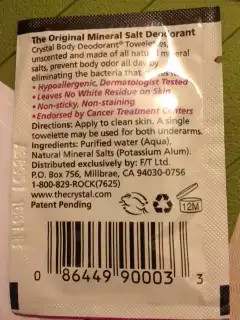 The Original Mineral Salt Deodorant
Crystal Body Deodorant® Towelettes,
unscented and made of all natural mineral
salts, prevent body odor all day by
eliminating the bacteria that
• Hypoallergenic, Dermatologist Tested
• Leaves No White Residue on Skin
• Non-sticky, Non-staining
• Endorsed by Cancer Treatment Centers
Directions: Apply to clean skin. A single
towelette may be used for both underarms.
Ingredients: Purified water (Aqua),
Natural Mineral Salts (Potassium Alum).
Distributed exclusively by: F/T Ltd.
P.O. Box 756, Millbrae, CA 94030-0756
1-800-829-ROCK(7625)
www.thecrystal.com
Patent Pending
12M
0 86449 90003 3